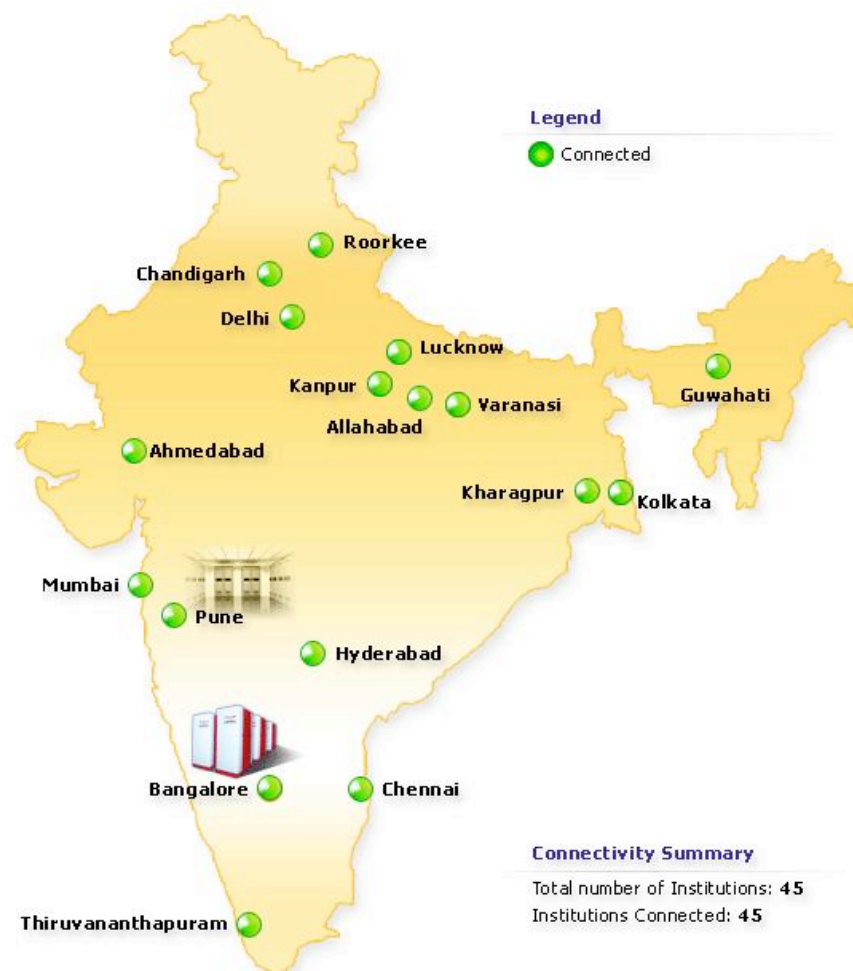 Legend
Connected
Roorkee
Chandigarh
Delhi
Lucknow
Kanpur
Guwahati
Varanasi
Allahabad
Ahmedabad
Kharagpur
Kolkata
Mumbai
Pune
Hyderabad
Bangalore
Chennai
Connectivity Summary
Total number of Institutions: 45
Institutions Connected: 45
Thiruvananthapuram